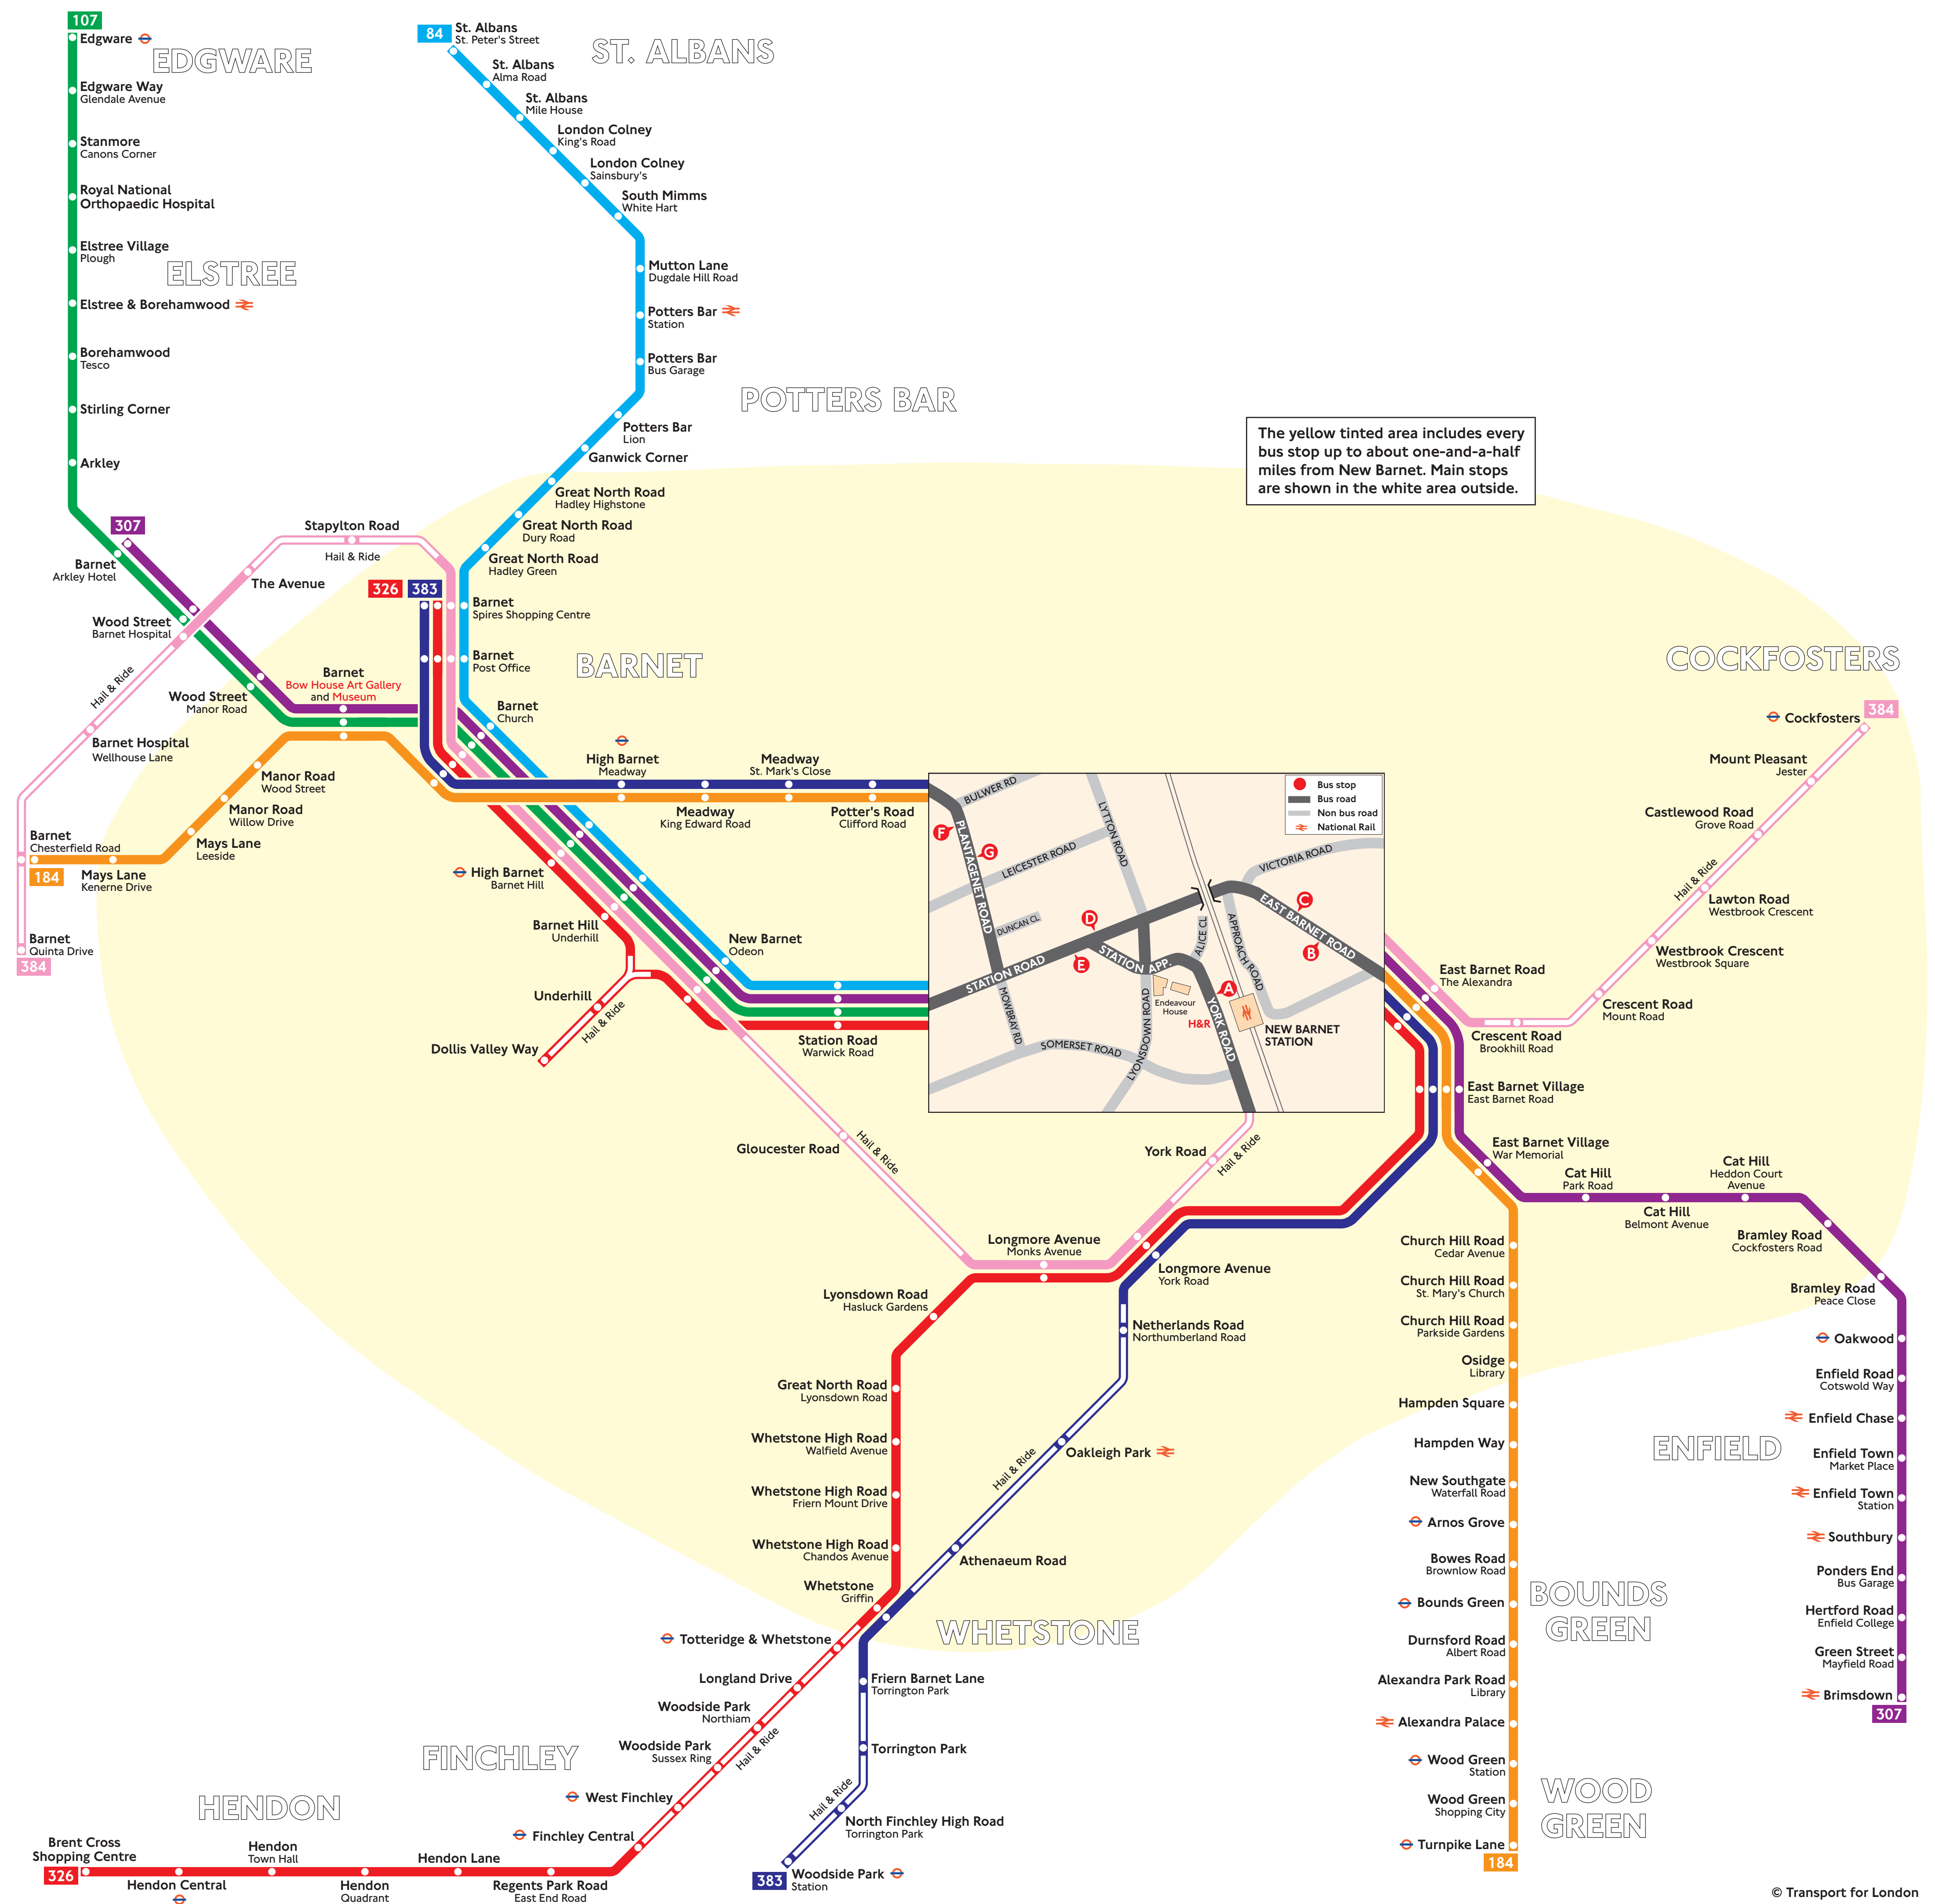 107
Edgware
EDGWARE
Edgware Way
Glendale Avenue
Stanmore
Canons Corner
Royal National
Orthopaedic Hospital
Elstree Village
Plough
ELSTREE
Elstree & Borehamwood
Borehamwood
Tesco
Stirling Corner
Arkley
84
St. Albans
St. Peter's Street
ST. ALBANS
St. Albans
Alma Road
St. Albans
Mile House
London Colney
King's Road
London Colney
Sainsbury's
South Mimms
White Hart
Mutton Lane
Dugdale Hill Road
Potters Bar
Station
Potters Bar
Bus Garage
POTTERS BAR
Potters Bar
Lion
Ganwick Corner
Great North Road
Hadley Highstone
Great North Road
Dury Road
Great North Road
Hadley Green
The yellow tinted area includes every
bus stop up to about one-and-a-half
miles from New Barnet. Main stops
are shown in the white area outside.
307
Barnet
Arkley Hotel
Stapylton Road
Hail & Ride
The Avenue
Wood Street
Barnet Hospital
Hail & Ride
Wood Street
Manor Road
Barnet
Bow House Art Gallery
and Museum
326
383
Barnet
Spires Shopping Centre
Barnet
Post Office
BARNET
Barnet
Church
Barnet Hospital
Wellhouse Lane
Manor Road
Wood Street
Manor Road
Willow Drive
Mays Lane
Leeside
Barnet
Chesterfield Road
184
Mays Lane
Kenerne Drive
Barnet
Quinta Drive
384
High Barnet
Meadway
Meadway
St. Mark's Close
Meadway
King Edward Road
Potter's Road
Clifford Road
High Barnet
Barnet Hill
Barnet Hill
Underhill
Underhill
Hail & Ride
Dollis Valley Way
New Barnet
Odeon
Station Road
Warwick Road
Gloucester Road
Hail & Ride
BULWER RD
LYTTON ROAD
PLANTAGENET ROAD
F
G
LEICESTER ROAD
DUNCAN CL
D
E
STATION ROAD
STATION APP.
MOWBRAY RD
SOMERSET ROAD
LYONSDOWN ROAD
Endeavour
House
H&R
A
YORK ROAD
ALICE CL
APPROACH ROAD
VICTORIA ROAD
C
B
EAST BARNET ROAD
NEW BARNET
STATION
Bus stop
Bus road
Non bus road
National Rail
COCKFOSTERS
384
Cockfosters
Mount Pleasant
Jester
Castlewood Road
Grove Road
Hail & Ride
Lawton Road
Westbrook Crescent
Westbrook Crescent
Westbrook Square
Crescent Road
Mount Road
East Barnet Road
The Alexandra
Crescent Road
Brookhill Road
East Barnet Village
East Barnet Road
East Barnet Village
War Memorial
Cat Hill
Park Road
Cat Hill
Belmont Avenue
Cat Hill
Heddon Court
Avenue
Bramley Road
Cockfosters Road
Bramley Road
Peace Close
Oakwood
Enfield Road
Cotswold Way
Enfield Chase
ENFIELD
Enfield Town
Market Place
Enfield Town
Station
Southbury
Ponders End
Bus Garage
Hertford Road
Enfield College
Green Street
Mayfield Road
Brimsdown
307
York Road
Hail & Ride
Longmore Avenue
Monks Avenue
Longmore Avenue
York Road
Lyonsdown Road
Hasluck Gardens
Netherlands Road
Northumberland Road
Great North Road
Lyonsdown Road
Whetstone High Road
Walfield Avenue
Whetstone High Road
Friern Mount Drive
Whetstone High Road
Chandos Avenue
Whetstone
Griffin
Oakleigh Park
Hail & Ride
Athenaeum Road
WHETSTONE
Totteridge & Whetstone
Longland Drive
Woodside Park
Northiam
Woodside Park
Sussex Ring
Hail & Ride
West Finchley
Finchley Central
FINCHLEY
HENDON
Brent Cross
Shopping Centre
326
Hendon Central
Hendon
Town Hall
Hendon
Quadrant
Hendon Lane
Regents Park Road
East End Road
Friern Barnet Lane
Torrington Park
Torrington Park
Hail & Ride
North Finchley High Road
Torrington Park
383
Woodside Park
Station
Church Hill Road
Cedar Avenue
Church Hill Road
St. Mary's Church
Church Hill Road
Parkside Gardens
Osidge
Library
Hampden Square
Hampden Way
New Southgate
Waterfall Road
Arnos Grove
Bowes Road
Brownlow Road
Bounds Green
BOUNDS
GREEN
Durnsford Road
Albert Road
Alexandra Park Road
Library
Alexandra Palace
Wood Green
Station
Wood Green
Shopping City
WOOD
GREEN
Turnpike Lane
184
© Transport for London